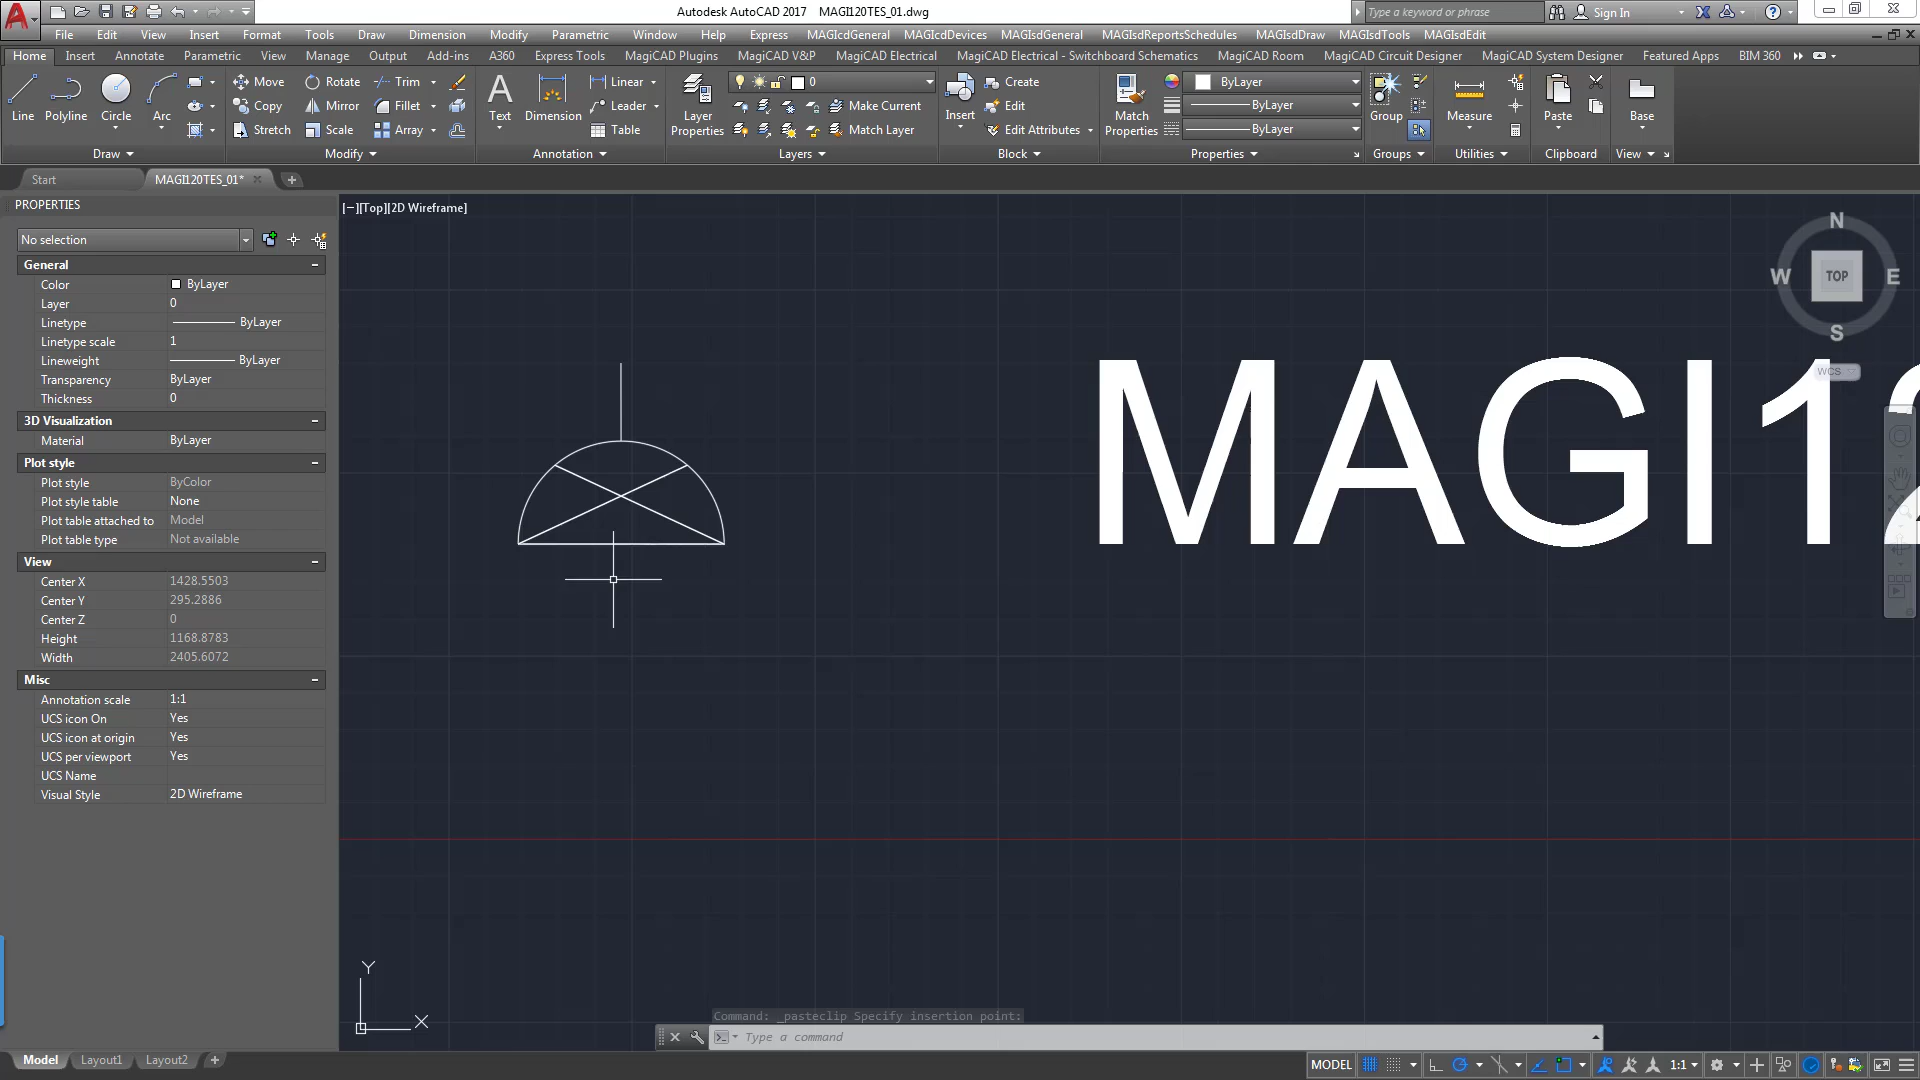 Autodesk AutoCAD 2017 MAGI120TES_01.dwg
Type a keyword or phrase
Sign In
File Edit View Insert Format Tools Draw Dimension Modify Parametric Window Help Express MAGIcdGeneral MAGIcdDevices MAGIsdGeneral MAGIsdReportsSchedules MAGIsdDraw MAGIsdTools MAGIsdEdit
Home Insert Annotate Parametric View Manage Output Add-ins A360 Express Tools MagiCAD Plugins MagiCAD V&P MagiCAD Electrical MagiCAD Electrical - Switchboard Schematics MagiCAD Room MagiCAD Circuit Designer MagiCAD System Designer Featured Apps BIM 360
Line Polyline Circle Arc
Move Rotate Trim
Copy Mirror Fillet
Stretch Scale Array
Text Dimension
Linear
Leader
Table
Layer Properties
0
Make Current
Match Layer
Insert
Create
Edit
Edit Attributes
Match Properties
ByLayer
ByLayer
ByLayer
Group Measure Paste Base
Draw Modify Annotation Layers Block Properties Groups Utilities Clipboard View
Start MAGI120TES_01*
PROPERTIES
No selection
General
Color ByLayer
Layer 0
Linetype ByLayer
Linetype scale 1
Lineweight ByLayer
Transparency ByLayer
Thickness 0
3D Visualization
Material ByLayer
Plot style
Plot style ByColor
Plot style table None
Plot table attached to Model
Plot table type Not available
View
Center X 1428.5503
Center Y 295.2886
Center Z 0
Height 1168.8783
Width 2405.6072
Misc
Annotation scale 1:1
UCS icon On Yes
UCS icon at origin Yes
UCS per viewport Yes
UCS Name
Visual Style 2D Wireframe
[−][Top][2D Wireframe]
N
W TOP E
S
WCS
MAGI12
Y
X
Command: _pasteclip Specify insertion point:
Type a command
Model Layout1 Layout2
MODEL 1:1